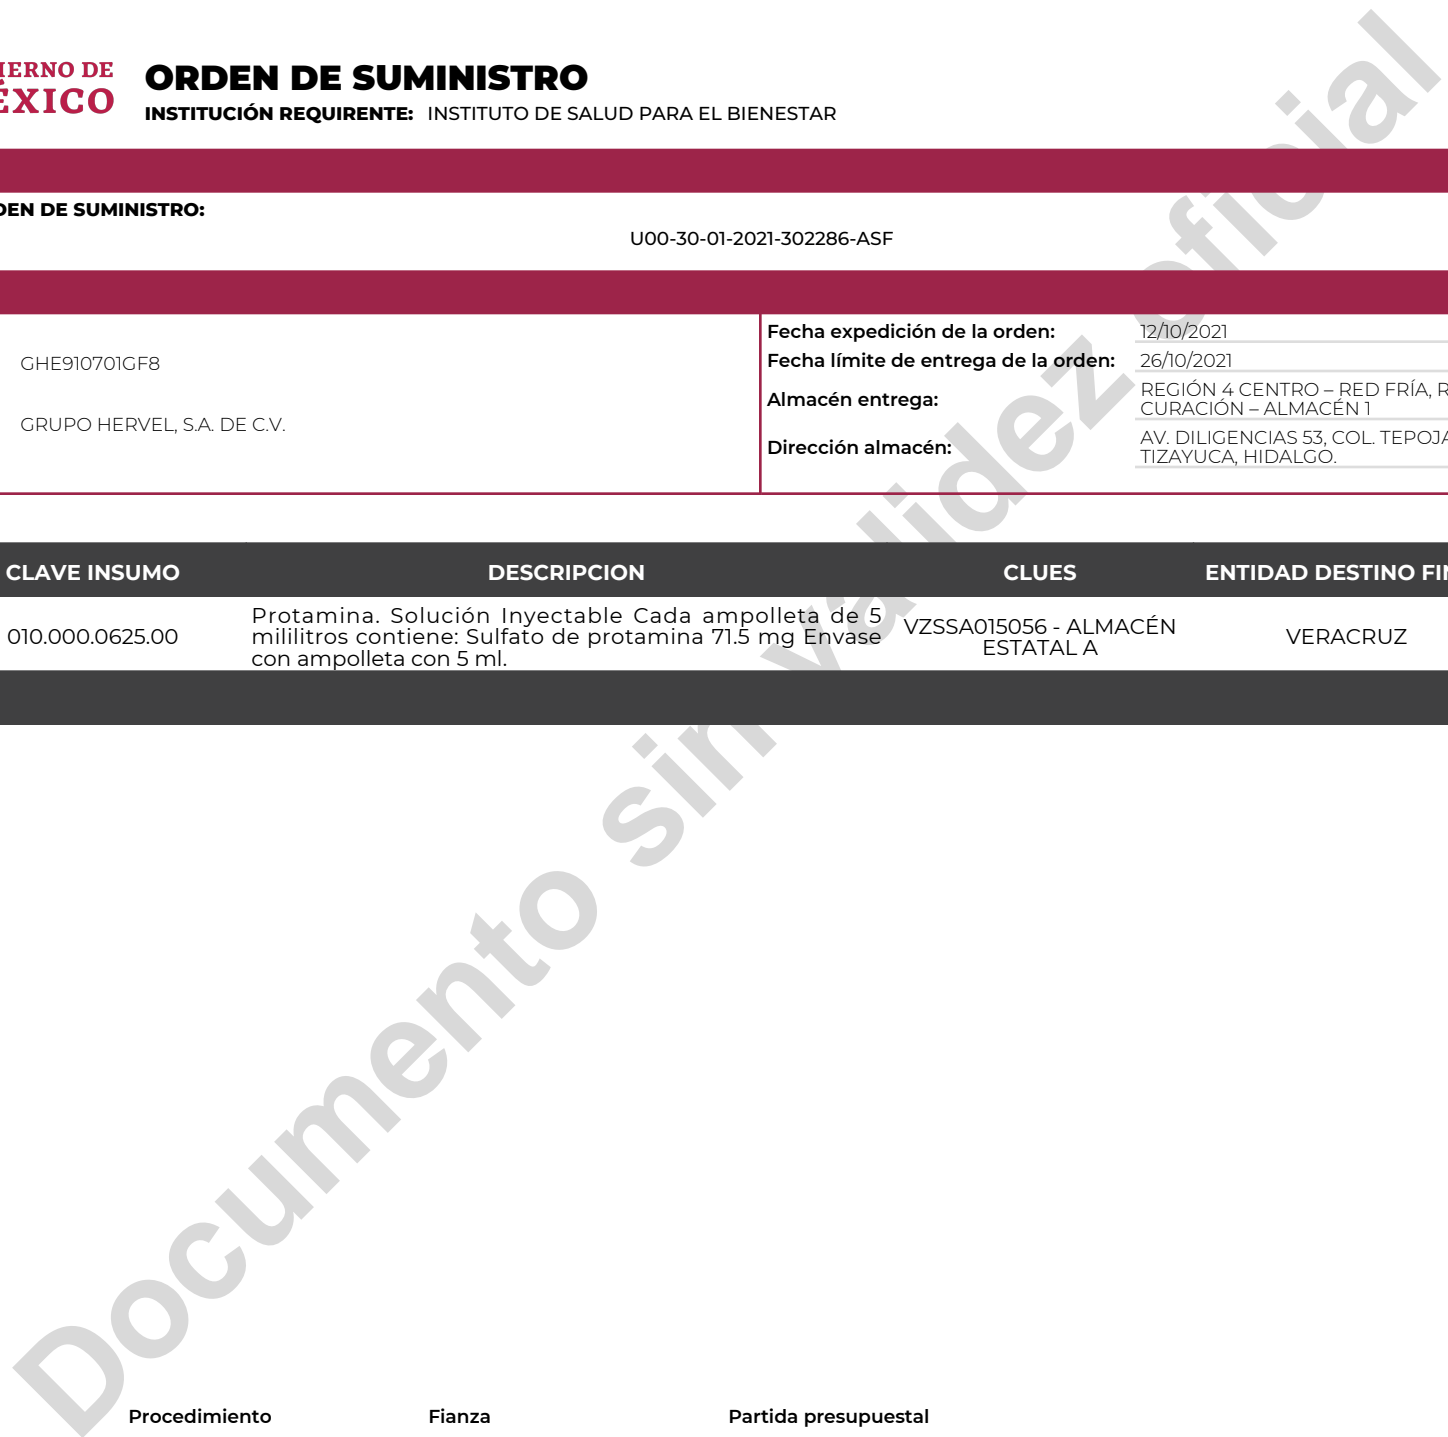 IERNO DE
ÉXICO
ORDEN DE SUMINISTRO
INSTITUCIÓN REQUIRENTE: INSTITUTO DE SALUD PARA EL BIENESTAR
DEN DE SUMINISTRO:
U00-30-01-2021-302286-ASF
GHE910701GF8
GRUPO HERVEL, S.A. DE C.V.
Fecha expedición de la orden: 12/10/2021
Fecha límite de entrega de la orden: 26/10/2021
Almacén entrega: REGIÓN 4 CENTRO – RED FRÍA, R
CURACIÓN – ALMACÉN 1
Dirección almacén: AV. DILIGENCIAS 53, COL. TEPOJA
TIZAYUCA, HIDALGO.
CLAVE INSUMO DESCRIPCION CLUES ENTIDAD DESTINO FIN
010.000.0625.00
Protamina. Solución Inyectable Cada ampolleta de 5
mililitros contiene: Sulfato de protamina 71.5 mg Envase
con ampolleta con 5 ml.
VZSSA015056 - ALMACÉN
ESTATAL A
VERACRUZ
Documento sin validez oficial
Procedimiento Fianza Partida presupuestal